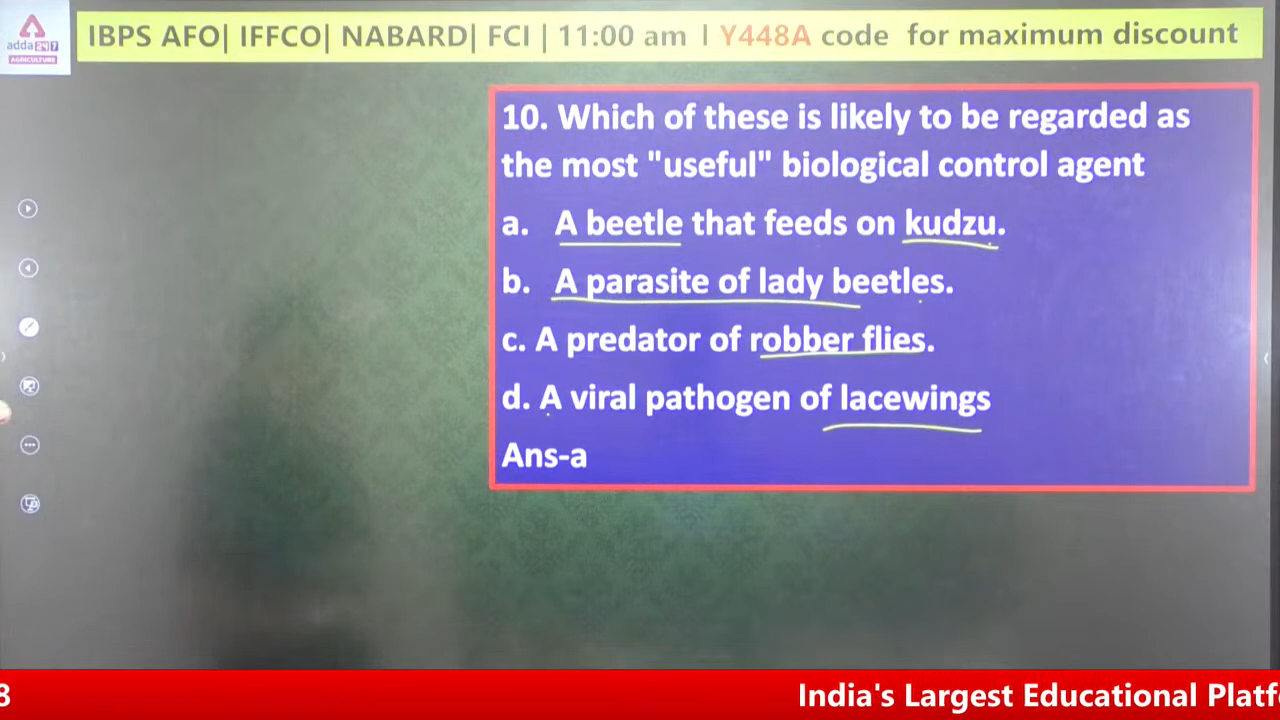 IBPS AFO| IFFCO| NABARD| FCI | 11:00 am I Y448A code for maximum discount
adda247
AGRICULTURE
10. Which of these is likely to be regarded as
the most "useful" biological control agent
a. A beetle that feeds on kudzu.
b. A parasite of lady beetles.
c. A predator of robber flies.
d. A viral pathogen of lacewings
Ans-a
8
India's Largest Educational Platf